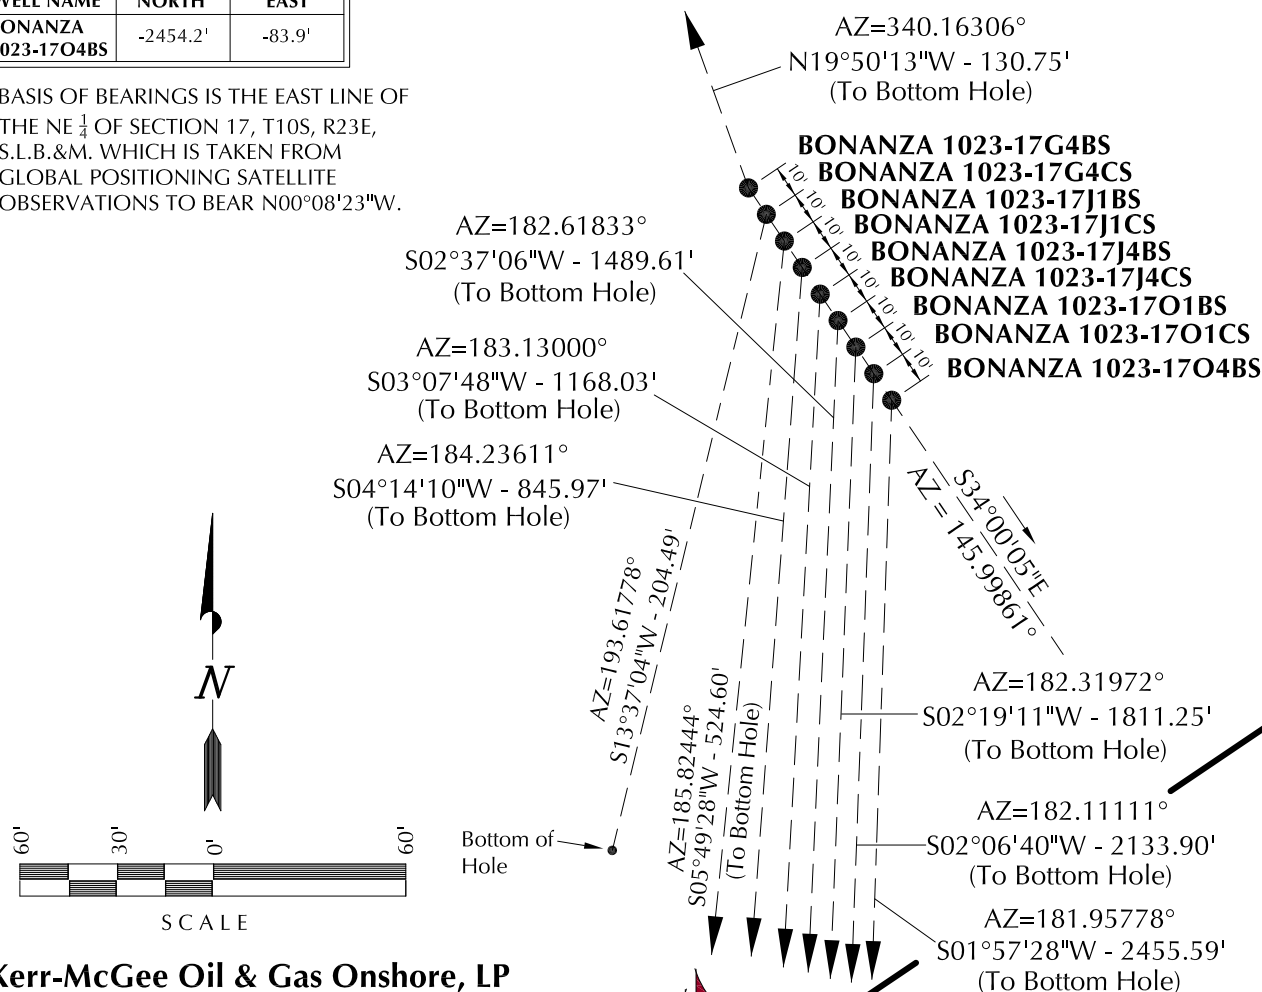 WELL NAME NORTH EAST
ONANZA
023-17O4BS -2454.2' -83.9'
BASIS OF BEARINGS IS THE EAST LINE OF
THE NE 1/4 OF SECTION 17, T10S, R23E,
S.L.B.&M. WHICH IS TAKEN FROM
GLOBAL POSITIONING SATELLITE
OBSERVATIONS TO BEAR N00°08'23"W.
AZ=340.16306°
N19°50'13"W - 130.75'
(To Bottom Hole)
BONANZA 1023-17G4BS
BONANZA 1023-17G4CS
BONANZA 1023-17J1BS
BONANZA 1023-17J1CS
BONANZA 1023-17J4BS
BONANZA 1023-17J4CS
BONANZA 1023-17O1BS
BONANZA 1023-17O1CS
BONANZA 1023-17O4BS
10'
10'
10'
10'
10'
10'
10'
10'
AZ=182.61833°
S02°37'06"W - 1489.61'
(To Bottom Hole)
AZ=183.13000°
S03°07'48"W - 1168.03'
(To Bottom Hole)
AZ=184.23611°
S04°14'10"W - 845.97'
(To Bottom Hole)
S34°00'05"E
AZ = 145.99861°
AZ=193.61778°
S13°37'04"W - 204.49'
AZ=185.82444°
S05°49'28"W - 524.60'
(To Bottom Hole)
AZ=182.31972°
S02°19'11"W - 1811.25'
(To Bottom Hole)
AZ=182.11111°
S02°06'40"W - 2133.90'
(To Bottom Hole)
AZ=181.95778°
S01°57'28"W - 2455.59'
(To Bottom Hole)
Bottom of
Hole
N
60' 30' 0' 60'
SCALE
Kerr-McGee Oil & Gas Onshore, LP